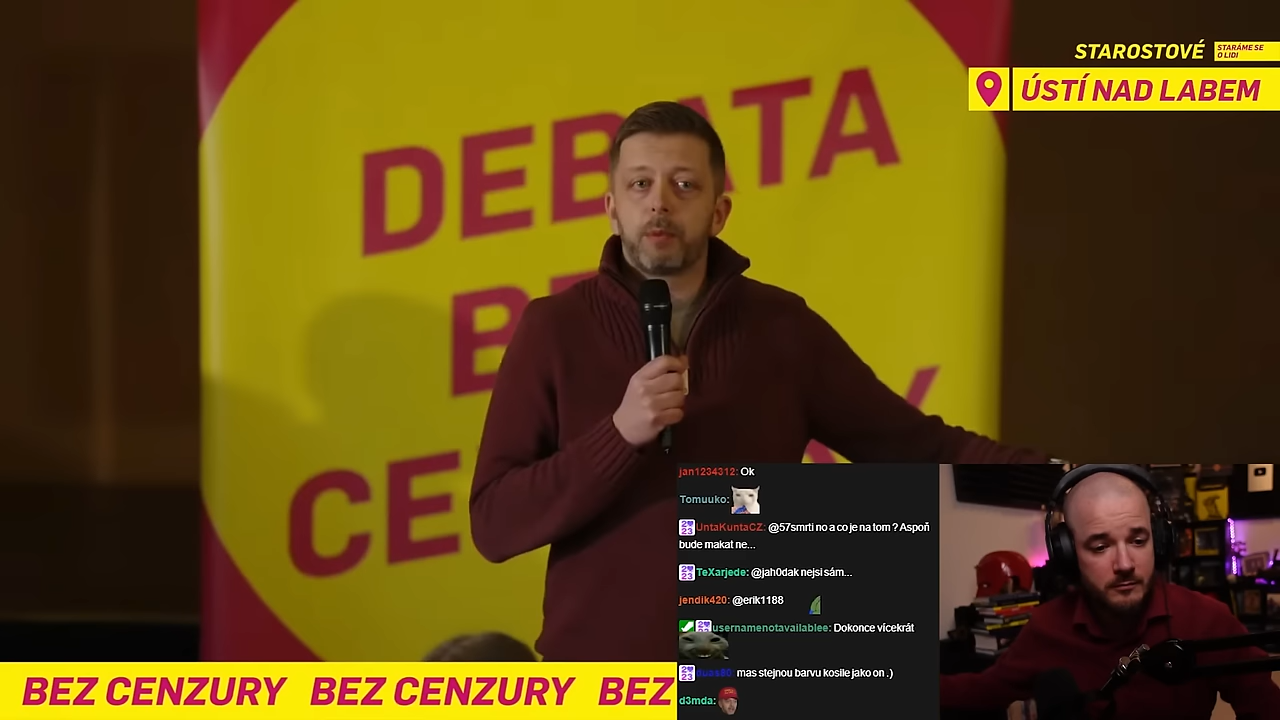 STAROSTOVÉ
STARÁME SE
O LIDI
ÚSTÍ NAD LABEM
DEBATA
BE
CE Y
jan1234312: Ok
Tomuuko:
UntaKuntaCZ: @57smrti no a co je na tom ? Aspoň
bude makat ne...
TeXarjede: @jah0dak nejsi sám...
jendik420: @erik1188
usernamenotavailablee: Dokonce vícekrát
mas stejnou barvu kosile jako on .)
d3mda:
BEZ CENZURY BEZ CENZURY BEZ